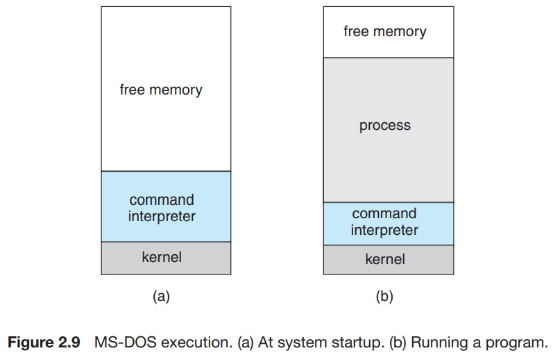 free memory
command
interpreter
kernel
(a)
free memory
process
command
interpreter
kernel
(b)
Figure 2.9 MS-DOS execution. (a) At system startup. (b) Running a program.